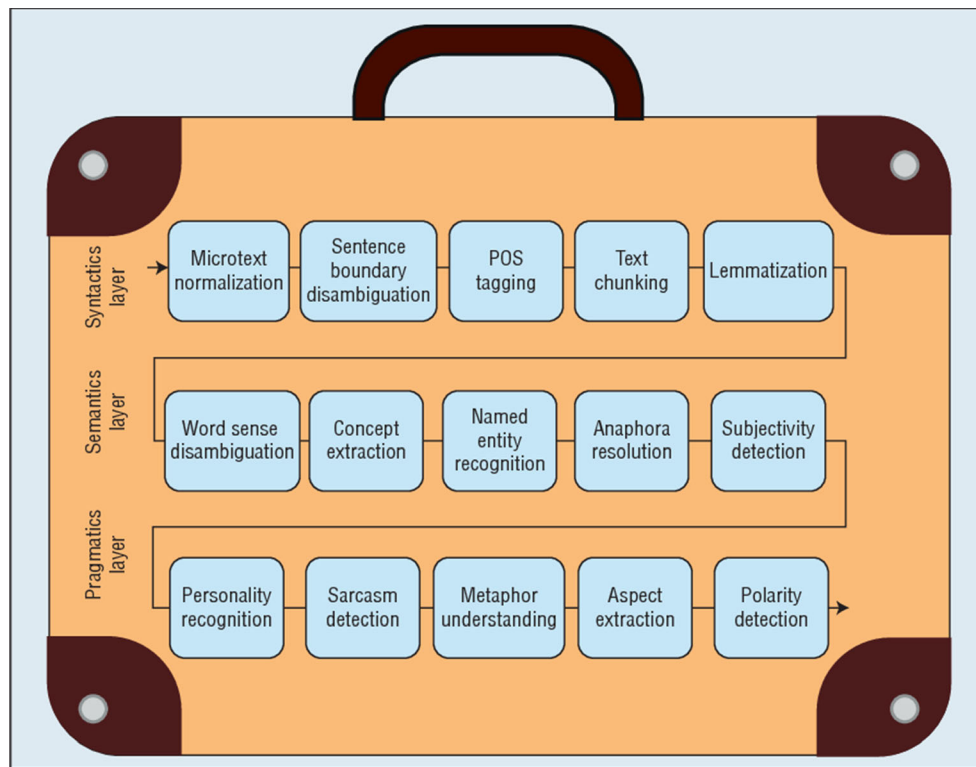 Syntactics
layer
Microtext
normalization
Sentence
boundary
disambiguation
POS
tagging
Text
chunking
Lemmatization
Semantics
layer
Word sense
disambiguation
Concept
extraction
Named
entity
recognition
Anaphora
resolution
Subjectivity
detection
Pragmatics
layer
Personality
recognition
Sarcasm
detection
Metaphor
understanding
Aspect
extraction
Polarity
detection